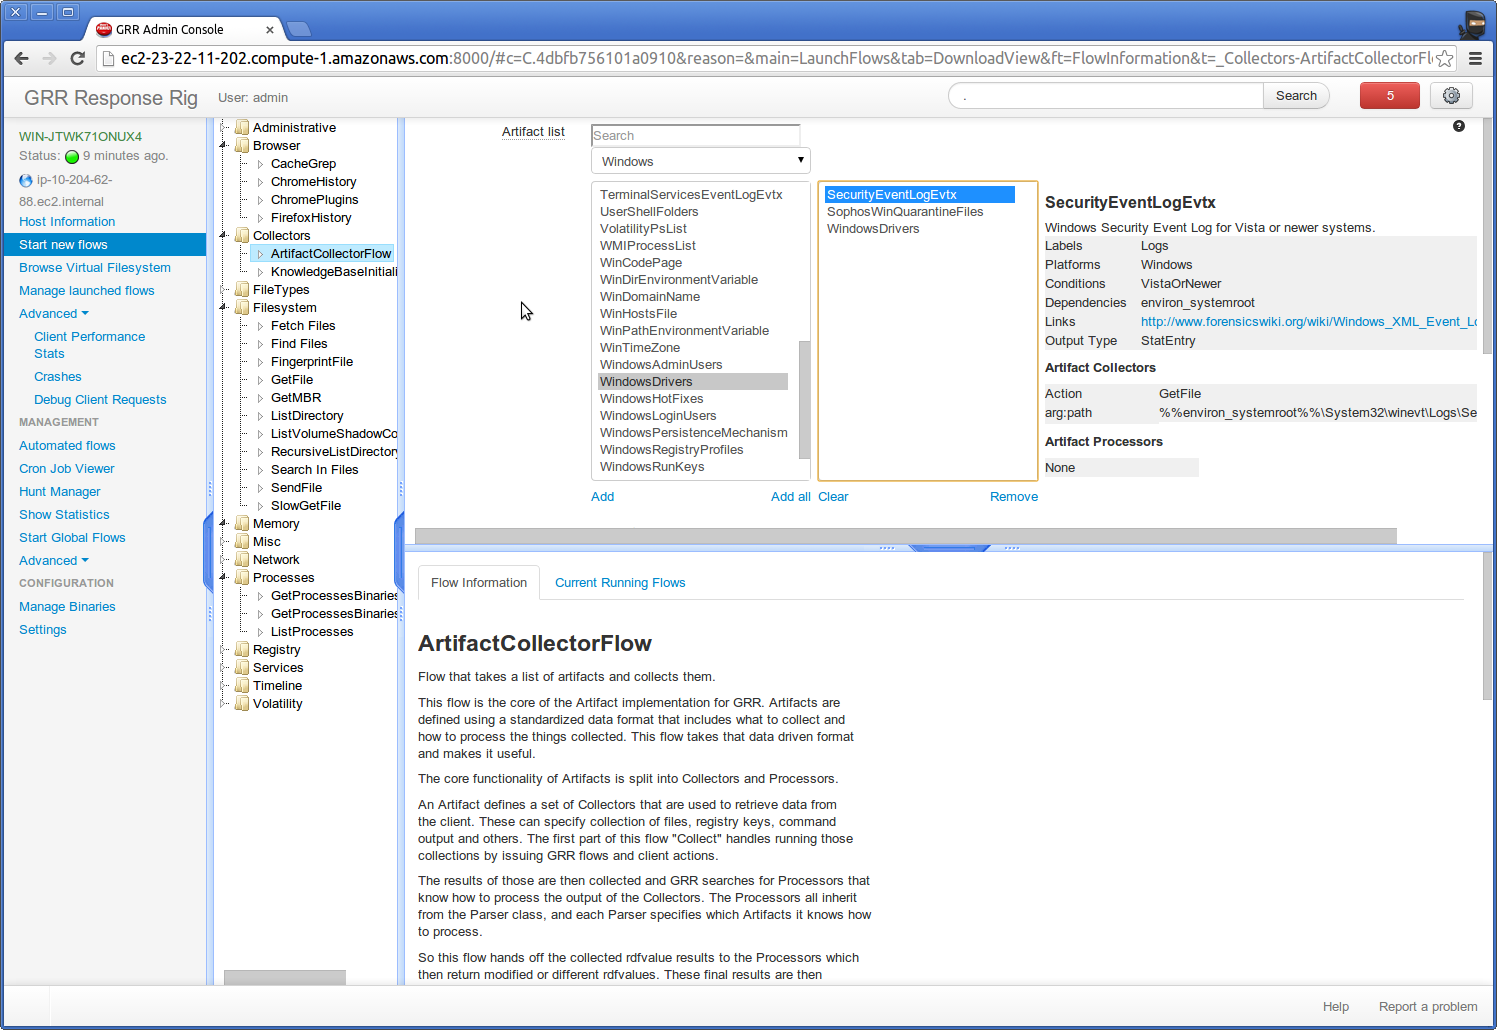 GRR Admin Console
ec2-23-22-11-202.compute-1.amazonaws.com:8000/#c=C.4dbfb756101a0910&reason=&main=LaunchFlows&tab=DownloadView&ft=FlowInformation&t=_Collectors-ArtifactCollectorFl
GRR Response Rig
User: admin
.
Search
5
WIN-JTWK71ONUX4
Status: 9 minutes ago.
ip-10-204-62-
88.ec2.internal
Host Information
Start new flows
Browse Virtual Filesystem
Manage launched flows
Advanced
Client Performance
Stats
Crashes
Debug Client Requests
MANAGEMENT
Automated flows
Cron Job Viewer
Hunt Manager
Show Statistics
Start Global Flows
Advanced
CONFIGURATION
Manage Binaries
Settings
Administrative
Browser
CacheGrep
ChromeHistory
ChromePlugins
FirefoxHistory
Collectors
ArtifactCollectorFlow
KnowledgeBaseInitiali
FileTypes
Filesystem
Fetch Files
Find Files
FingerprintFile
GetFile
GetMBR
ListDirectory
ListVolumeShadowCo
RecursiveListDirectory
Search In Files
SendFile
SlowGetFile
Memory
Misc
Network
Processes
GetProcessesBinaries
GetProcessesBinaries
ListProcesses
Registry
Services
Timeline
Volatility
Artifact list
Search
Windows
TerminalServicesEventLogEvtx
UserShellFolders
VolatilityPsList
WMIProcessList
WinCodePage
WinDirEnvironmentVariable
WinDomainName
WinHostsFile
WinPathEnvironmentVariable
WinTimeZone
WindowsAdminUsers
WindowsDrivers
WindowsHotFixes
WindowsLoginUsers
WindowsPersistenceMechanism
WindowsRegistryProfiles
WindowsRunKeys
Add
Add all
SecurityEventLogEvtx
SophosWinQuarantineFiles
WindowsDrivers
Clear
Remove
SecurityEventLogEvtx
Windows Security Event Log for Vista or newer systems.
Labels Logs
Platforms Windows
Conditions VistaOrNewer
Dependencies environ_systemroot
Links http://www.forensicswiki.org/wiki/Windows_XML_Event_Lo
Output Type StatEntry
Artifact Collectors
Action GetFile
arg:path %%environ_systemroot%%\System32\winevt\Logs\Se
Artifact Processors
None
Flow Information
Current Running Flows
ArtifactCollectorFlow
Flow that takes a list of artifacts and collects them.
This flow is the core of the Artifact implementation for GRR. Artifacts are
defined using a standardized data format that includes what to collect and
how to process the things collected. This flow takes that data driven format
and makes it useful.
The core functionality of Artifacts is split into Collectors and Processors.
An Artifact defines a set of Collectors that are used to retrieve data from
the client. These can specify collection of files, registry keys, command
output and others. The first part of this flow "Collect" handles running those
collections by issuing GRR flows and client actions.
The results of those are then collected and GRR searches for Processors that
know how to process the output of the Collectors. The Processors all inherit
from the Parser class, and each Parser specifies which Artifacts it knows how
to process.
So this flow hands off the collected rdfvalue results to the Processors which
then return modified or different rdfvalues. These final results are then
Help
Report a problem